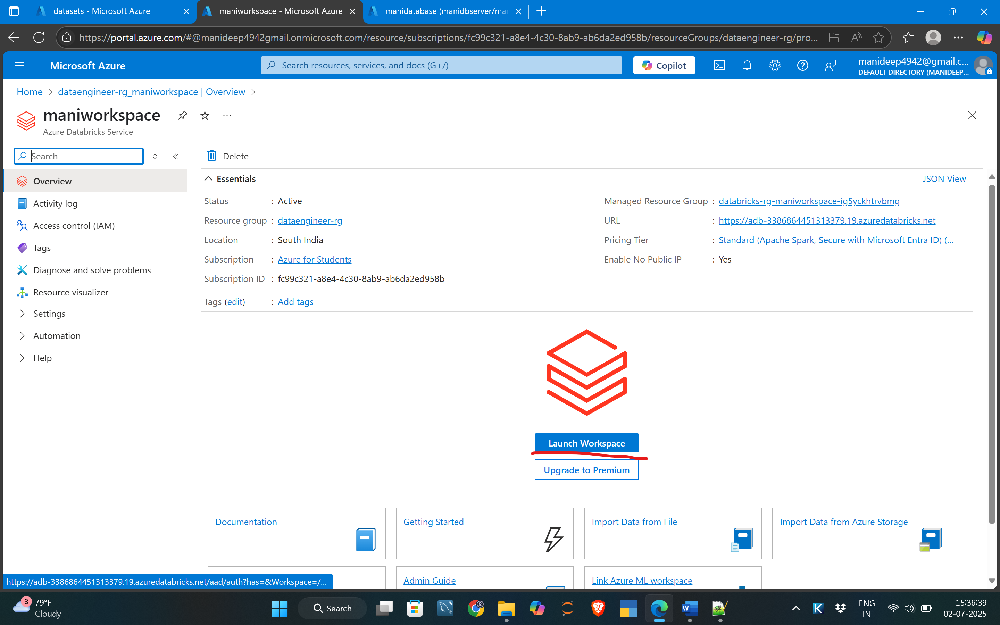 datasets - Microsoft Azure
maniworkspace - Microsoft Azure
manidatabase (manidbserver/mar
https://portal.azure.com/#@manideep4942gmail.onmicrosoft.com/resource/subscriptions/fc99c321-a8e4-4c30-8ab9-ab6da2ed958b/resourceGroups/dataengineer-rg/pro...
Microsoft Azure
Search resources, services, and docs (G+/)
Copilot
manideep4942@gmail.c...
DEFAULT DIRECTORY (MANIDEEP...
Home > dataengineer-rg_maniworkspace | Overview >
maniworkspace
Azure Databricks Service
Search
Delete
Overview
Activity log
Access control (IAM)
Tags
Diagnose and solve problems
Resource visualizer
Settings
Automation
Help
Essentials
JSON View
Status : Active
Resource group : dataengineer-rg
Location : South India
Subscription : Azure for Students
Subscription ID : fc99c321-a8e4-4c30-8ab9-ab6da2ed958b
Tags (edit) : Add tags
Managed Resource Group : databricks-rg-maniworkspace-ig5yckhtrvbmg
URL : https://adb-3386864451313379.19.azuredatabricks.net
Pricing Tier : Standard (Apache Spark, Secure with Microsoft Entra ID) (...
Enable No Public IP : Yes
Launch Workspace
Upgrade to Premium
Documentation
Getting Started
Import Data from File
Import Data from Azure Storage
Admin Guide
Link Azure ML workspace
https://adb-3386864451313379.19.azuredatabricks.net/aad/auth?has=&Workspace=/...
3
79°F
Cloudy
Search
ENG
IN
15:36:39
02-07-2025